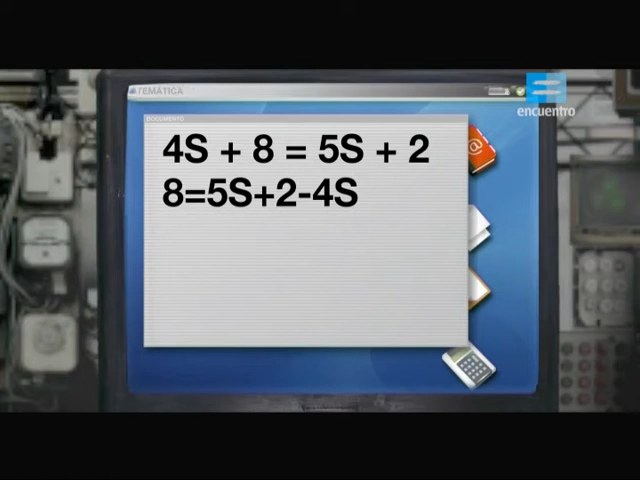 TEMÁTICA
encuentro
DOCUMENTO
4S + 8 = 5S + 2
8=5S+2-4S
@